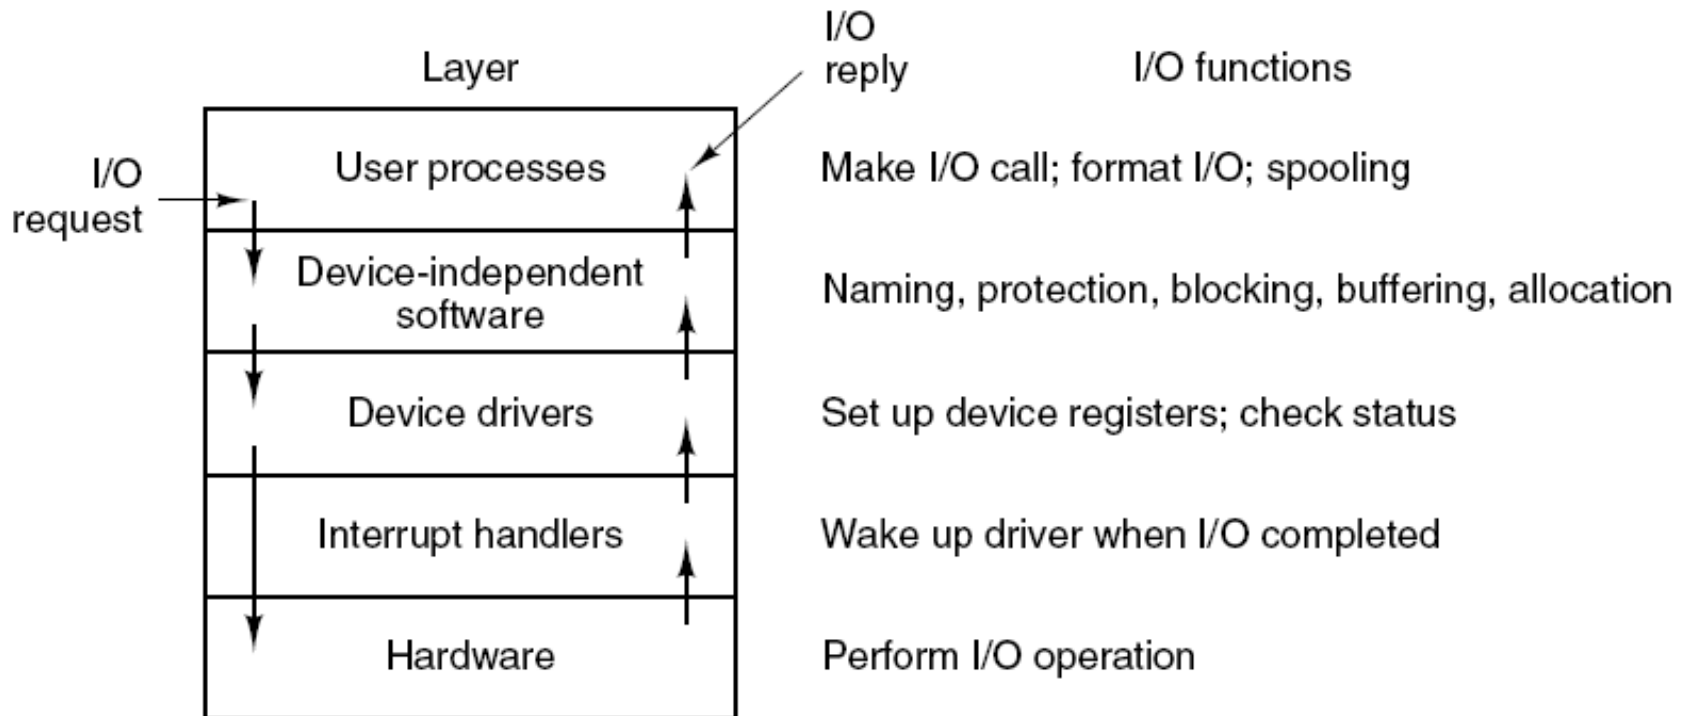 I/O
reply
Layer
I/O functions
I/O
request
User processes
Make I/O call; format I/O; spooling
Device-independent
software
Naming, protection, blocking, buffering, allocation
Device drivers
Set up device registers; check status
Interrupt handlers
Wake up driver when I/O completed
Hardware
Perform I/O operation